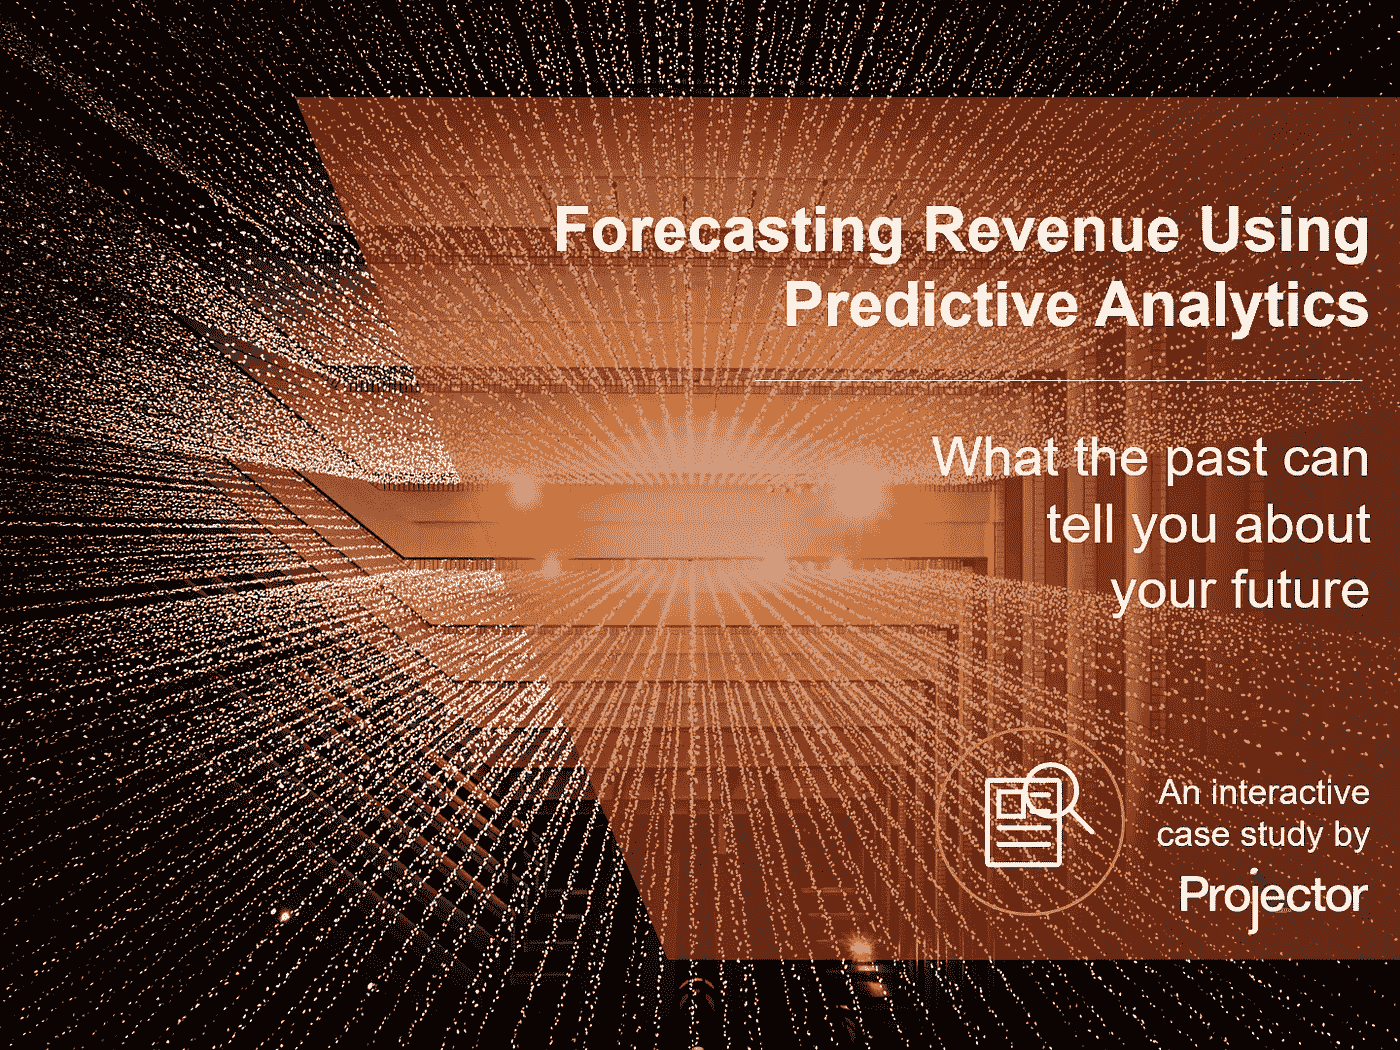 Forecasting Revenue Using
Predictive Analytics
What the past can
tell you about
your future
An interactive
case study by
Projector